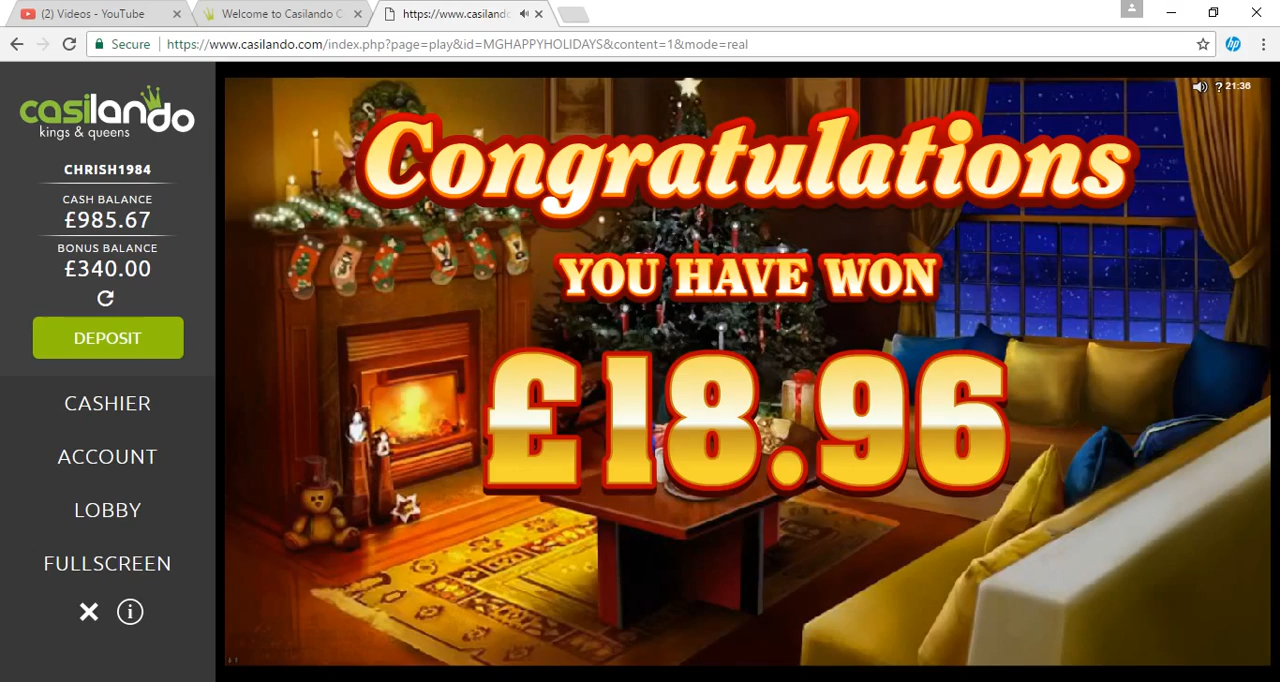 (2) Videos - YouTube
Welcome to Casilando C
https://www.casiland
Secure
https://www.casilando.com/index.php?page=play&id=MGHAPPYHOLIDAYS&content=1&mode=real
hp
casilando
kings & queens
CHRISH1984
CASH BALANCE
£985.67
BONUS BALANCE
£340.00
DEPOSIT
CASHIER
ACCOUNT
LOBBY
FULLSCREEN
? 21:36
Congratulations
YOU HAVE WON
£18.96